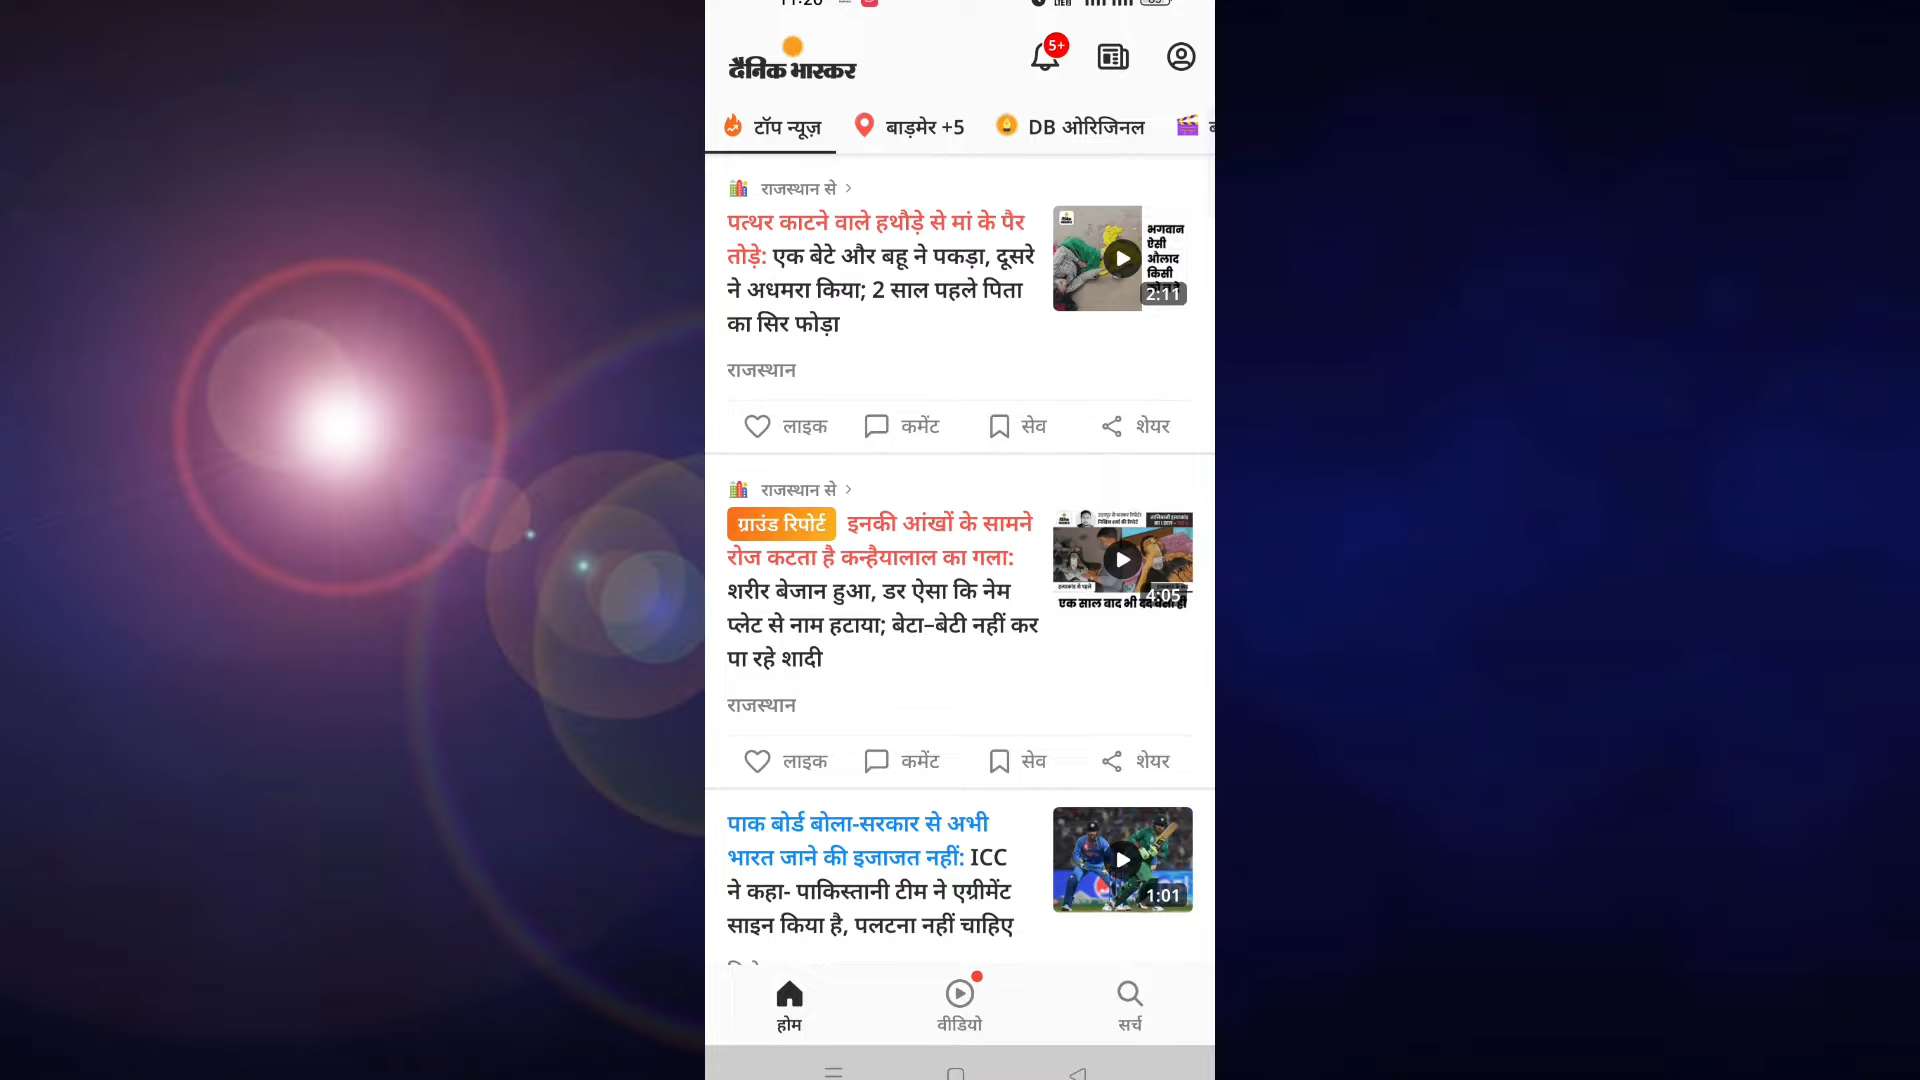 5+
दैनिक भास्कर
टॉप न्यूज़ बाड़मेर +5 DB ओरिजिनल
राजस्थान से >
पत्थर काटने वाले हथौड़े से मां के पैर
तोड़े: एक बेटे और बहू ने पकड़ा, दूसरे
ने अधमरा किया; 2 साल पहले पिता
का सिर फोड़ा
भगवान
ऐसी
औलाद
किसी
2:11
राजस्थान
लाइक कमेंट सेव शेयर
राजस्थान से >
ग्राउंड रिपोर्ट इनकी आंखों के सामने
रोज कटता है कन्हैयालाल का गला:
शरीर बेजान हुआ, डर ऐसा कि नेम
प्लेट से नाम हटाया; बेटा–बेटी नहीं कर
पा रहे शादी
4:05
एक साल बाद भी दर्द वैसा ही
राजस्थान
लाइक कमेंट सेव शेयर
पाक बोर्ड बोला-सरकार से अभी
भारत जाने की इजाजत नहीं: ICC
ने कहा- पाकिस्तानी टीम ने एग्रीमेंट
साइन किया है, पलटना नहीं चाहिए
1:01
होम वीडियो सर्च